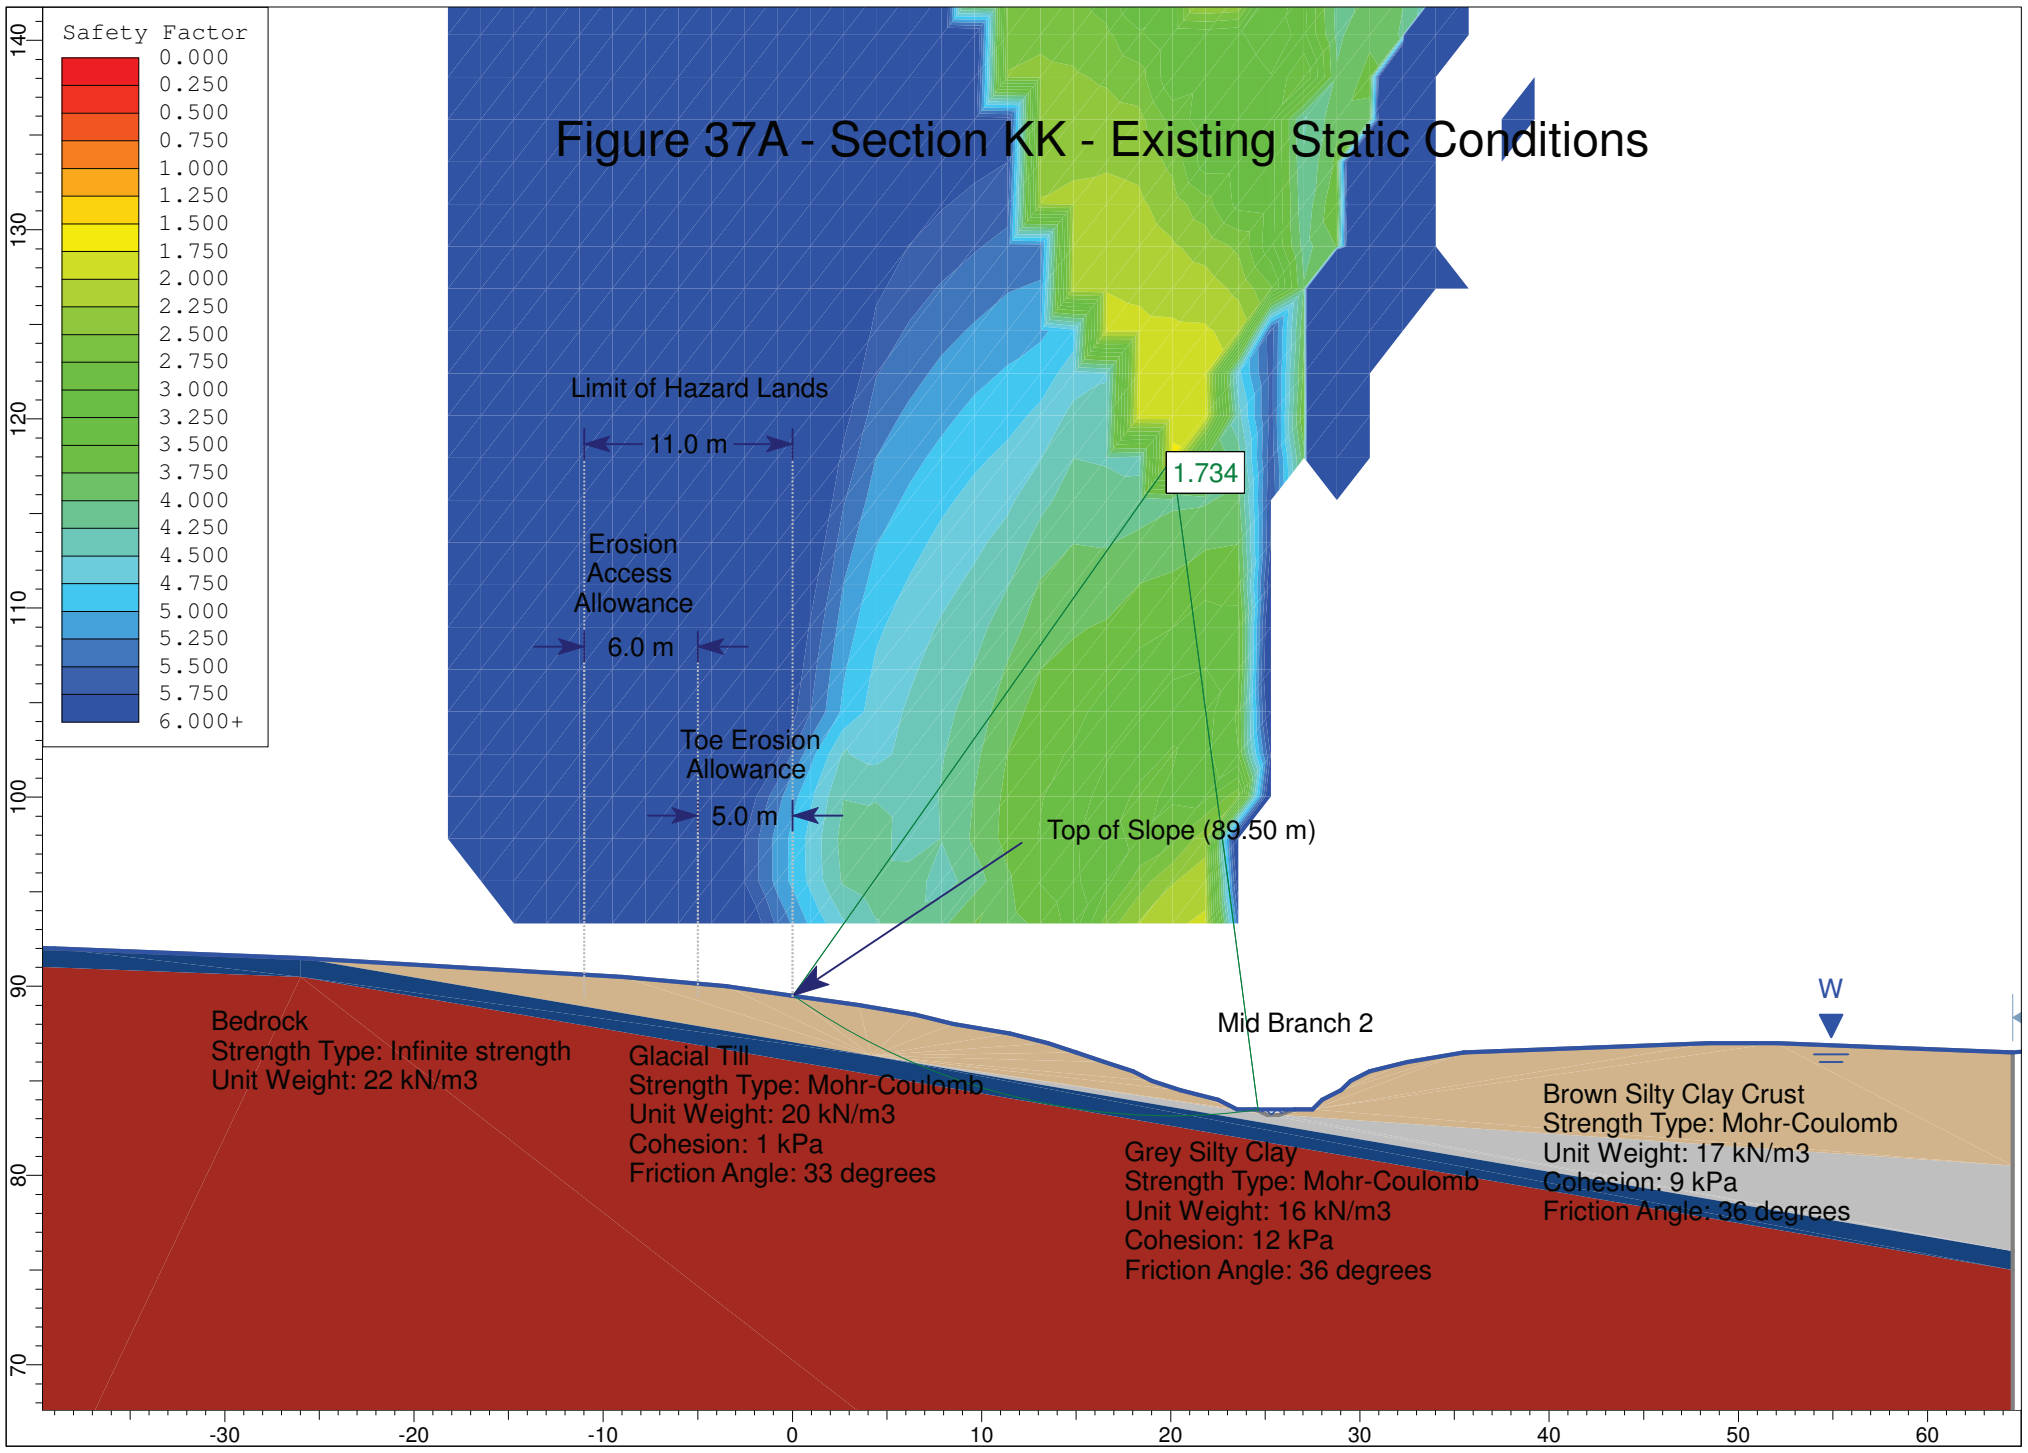 Safety Factor
0.000
0.250
0.500
0.750
1.000
1.250
1.500
1.750
2.000
2.250
2.500
2.750
3.000
3.250
3.500
3.750
4.000
4.250
4.500
4.750
5.000
5.250
5.500
5.750
6.000+
Figure 37A - Section KK - Existing Static Conditions
Limit of Hazard Lands
11.0 m
1.734
Erosion
Access
Allowance
6.0 m
Toe Erosion
Allowance
5.0 m
Top of Slope (89.50 m)
Mid Branch 2
W
Bedrock
Strength Type: Infinite strength
Unit Weight: 22 kN/m3
Glacial Till
Strength Type: Mohr-Coulomb
Unit Weight: 20 kN/m3
Cohesion: 1 kPa
Friction Angle: 33 degrees
Grey Silty Clay
Strength Type: Mohr-Coulomb
Unit Weight: 16 kN/m3
Cohesion: 12 kPa
Friction Angle: 36 degrees
Brown Silty Clay Crust
Strength Type: Mohr-Coulomb
Unit Weight: 17 kN/m3
Cohesion: 9 kPa
Friction Angle: 36 degrees
140
130
120
110
100
90
80
70
-30
-20
-10
0
10
20
30
40
50
60